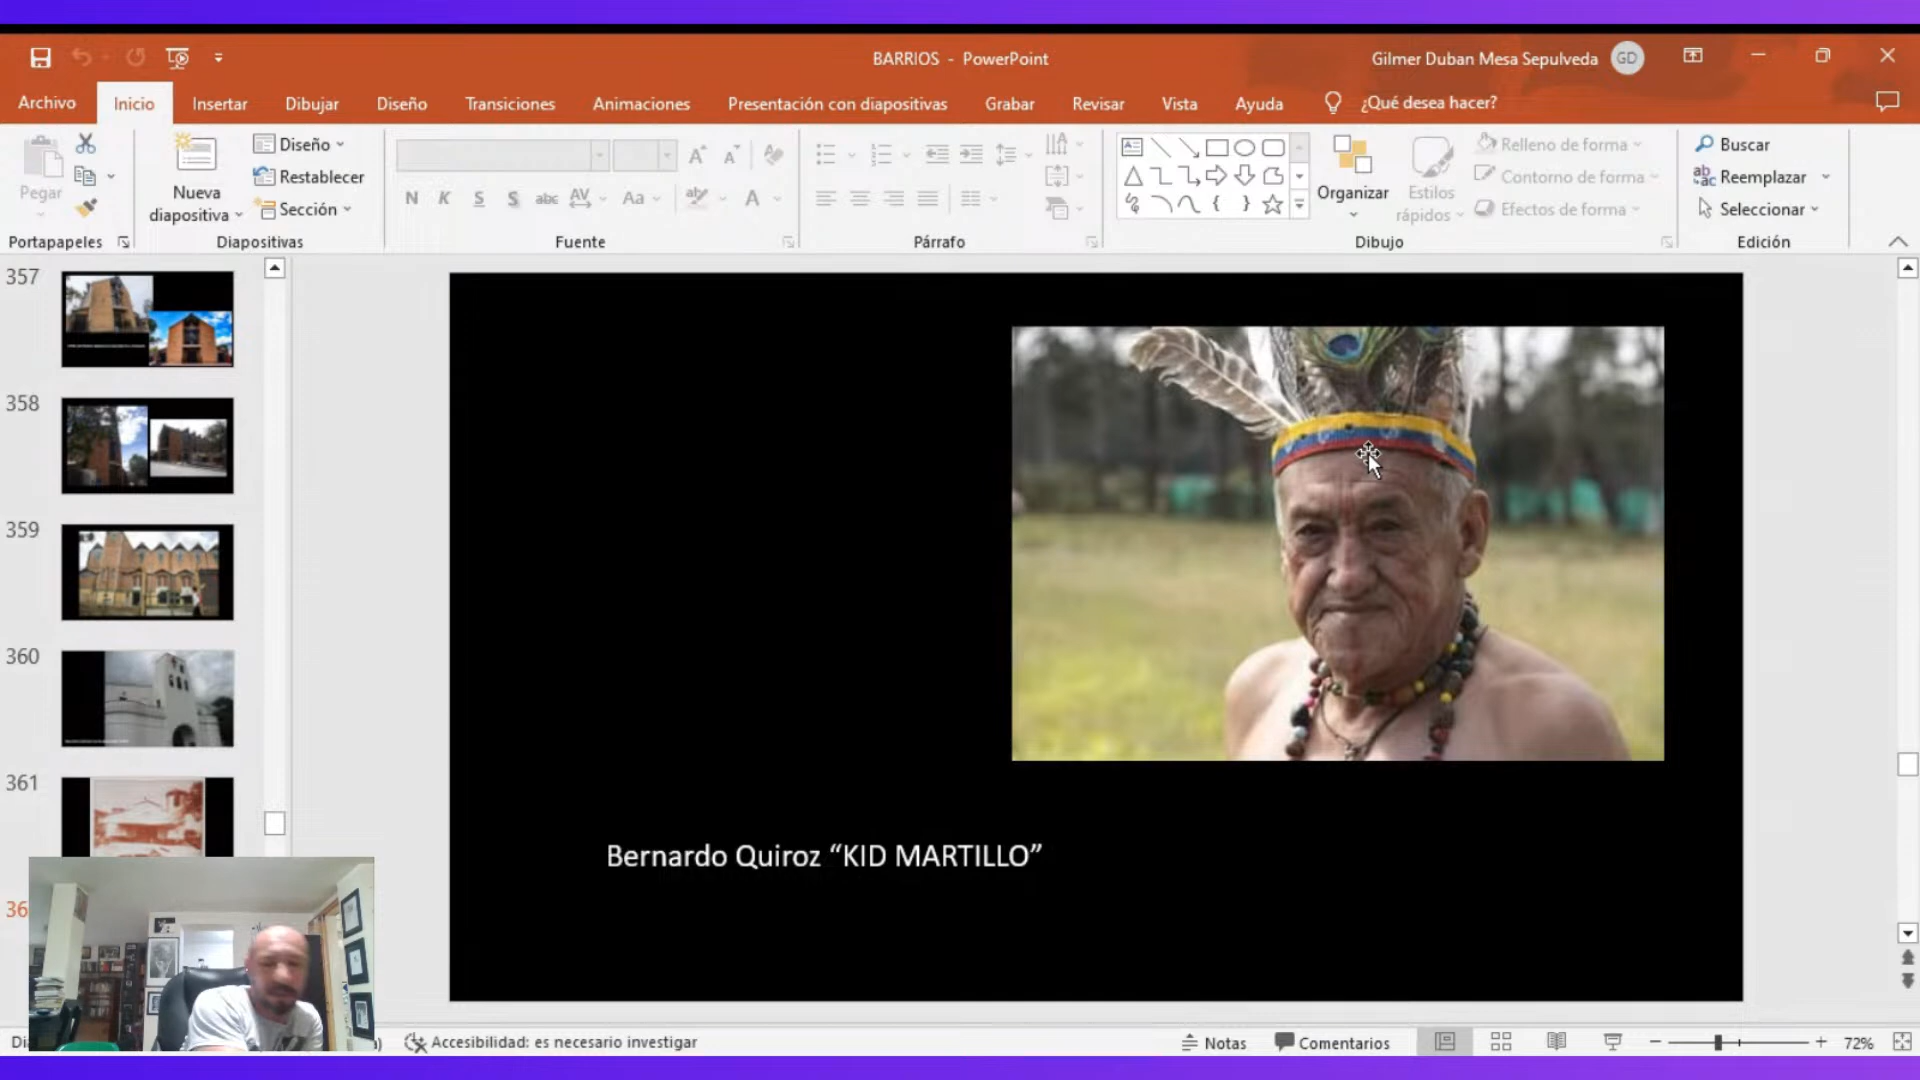 BARRIOS - PowerPoint
Gilmer Duban Mesa Sepulveda
GD
Archivo
Inicio
Insertar
Dibujar
Diseño
Transiciones
Animaciones
Presentación con diapositivas
Grabar
Revisar
Vista
Ayuda
¿Qué desea hacer?
Pegar
Nueva
diapositiva
Diseño
Restablecer
Sección
N K S S abc AV Aa A
Organizar
Estilos
rápidos
Relleno de forma
Contorno de forma
Efectos de forma
Buscar
Reemplazar
Seleccionar
Portapapeles
Diapositivas
Fuente
Párrafo
Dibujo
Edición
357
358
359
360
361
36
Bernardo Quiroz “KID MARTILLO”
Accesibilidad: es necesario investigar
Notas
Comentarios
72%